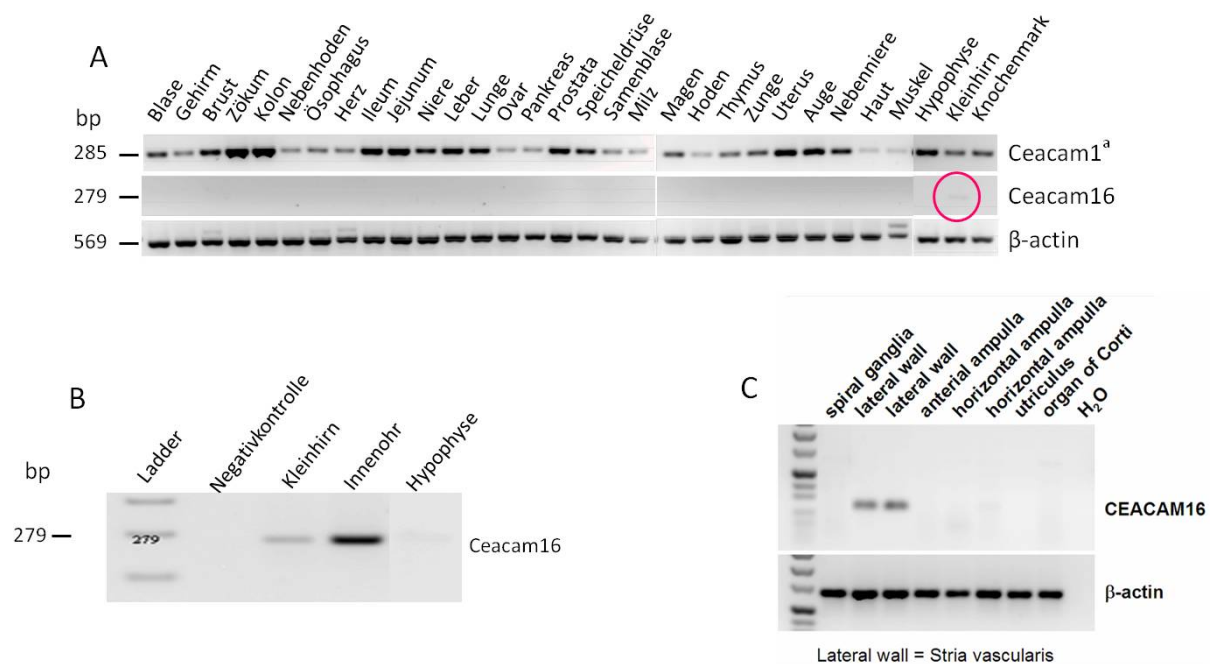 A
bp
Blase
Gehirm
Brust
Zökum
Kolon
Nebenhoden
Ösophagus
Herz
Ileum
Jejunum
Niere
Leber
Lunge
Ovar
Pankreas
Prostata
Speicheldrüse
Samenblase
Milz
Magen
Hoden
Thymus
Zunge
Uterus
Auge
Nebenniere
Haut
Muskel
Hypophyse
Kleinhirn
Knochenmark
285 Ceacam1ᵃ
279 Ceacam16
569 β-actin
B
bp
Ladder
Negativkontrolle
Kleinhirn
Innenohr
Hypophyse
279 279 Ceacam16
C
spiral ganglia
lateral wall
lateral wall
anterial ampulla
horizontal ampulla
horizontal ampulla
utriculus
organ of Corti
H₂O
CEACAM16
β-actin
Lateral wall = Stria vascularis